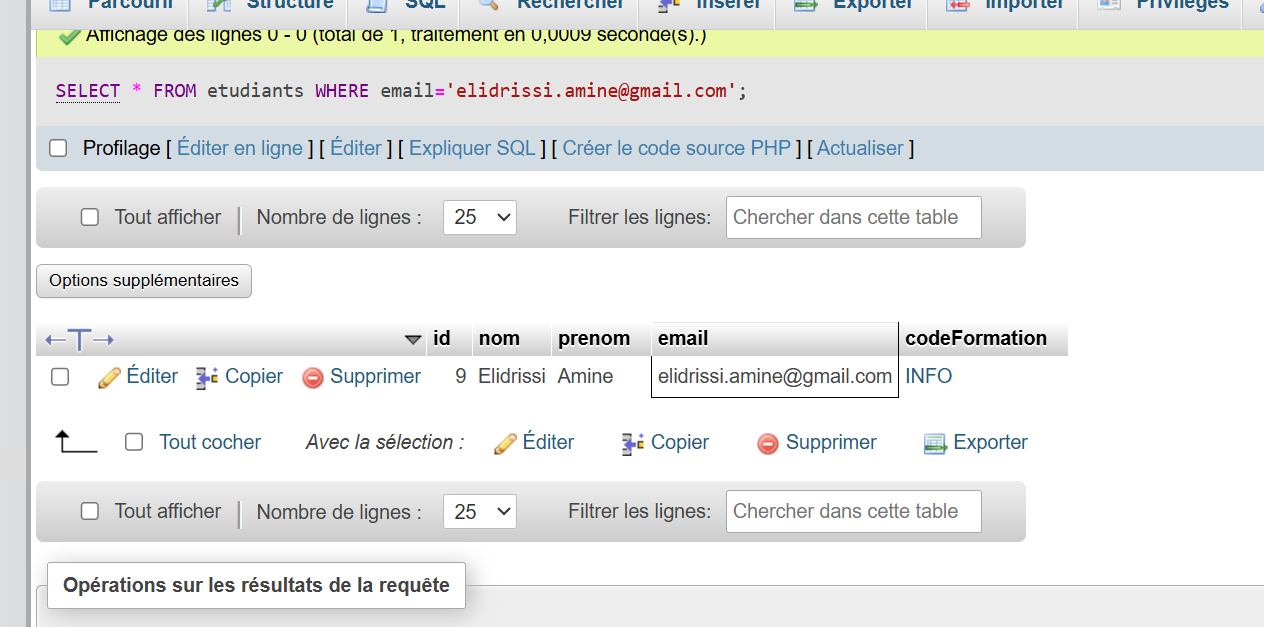 Parcourir Structure SQL Rechercher Insérer Exporter Importer Privilèges
Affichage des lignes 0 - 0 (total de 1, traitement en 0,0009 seconde(s).)
SELECT * FROM etudiants WHERE email='elidrissi.amine@gmail.com';
Profilage [ Éditer en ligne ] [ Éditer ] [ Expliquer SQL ] [ Créer le code source PHP ] [ Actualiser ]
Tout afficher Nombre de lignes : 25 Filtrer les lignes: Chercher dans cette table
Options supplémentaires
id nom prenom email codeFormation
Éditer Copier Supprimer 9 Elidrissi Amine elidrissi.amine@gmail.com INFO
Tout cocher Avec la sélection : Éditer Copier Supprimer Exporter
Tout afficher Nombre de lignes : 25 Filtrer les lignes: Chercher dans cette table
Opérations sur les résultats de la requête